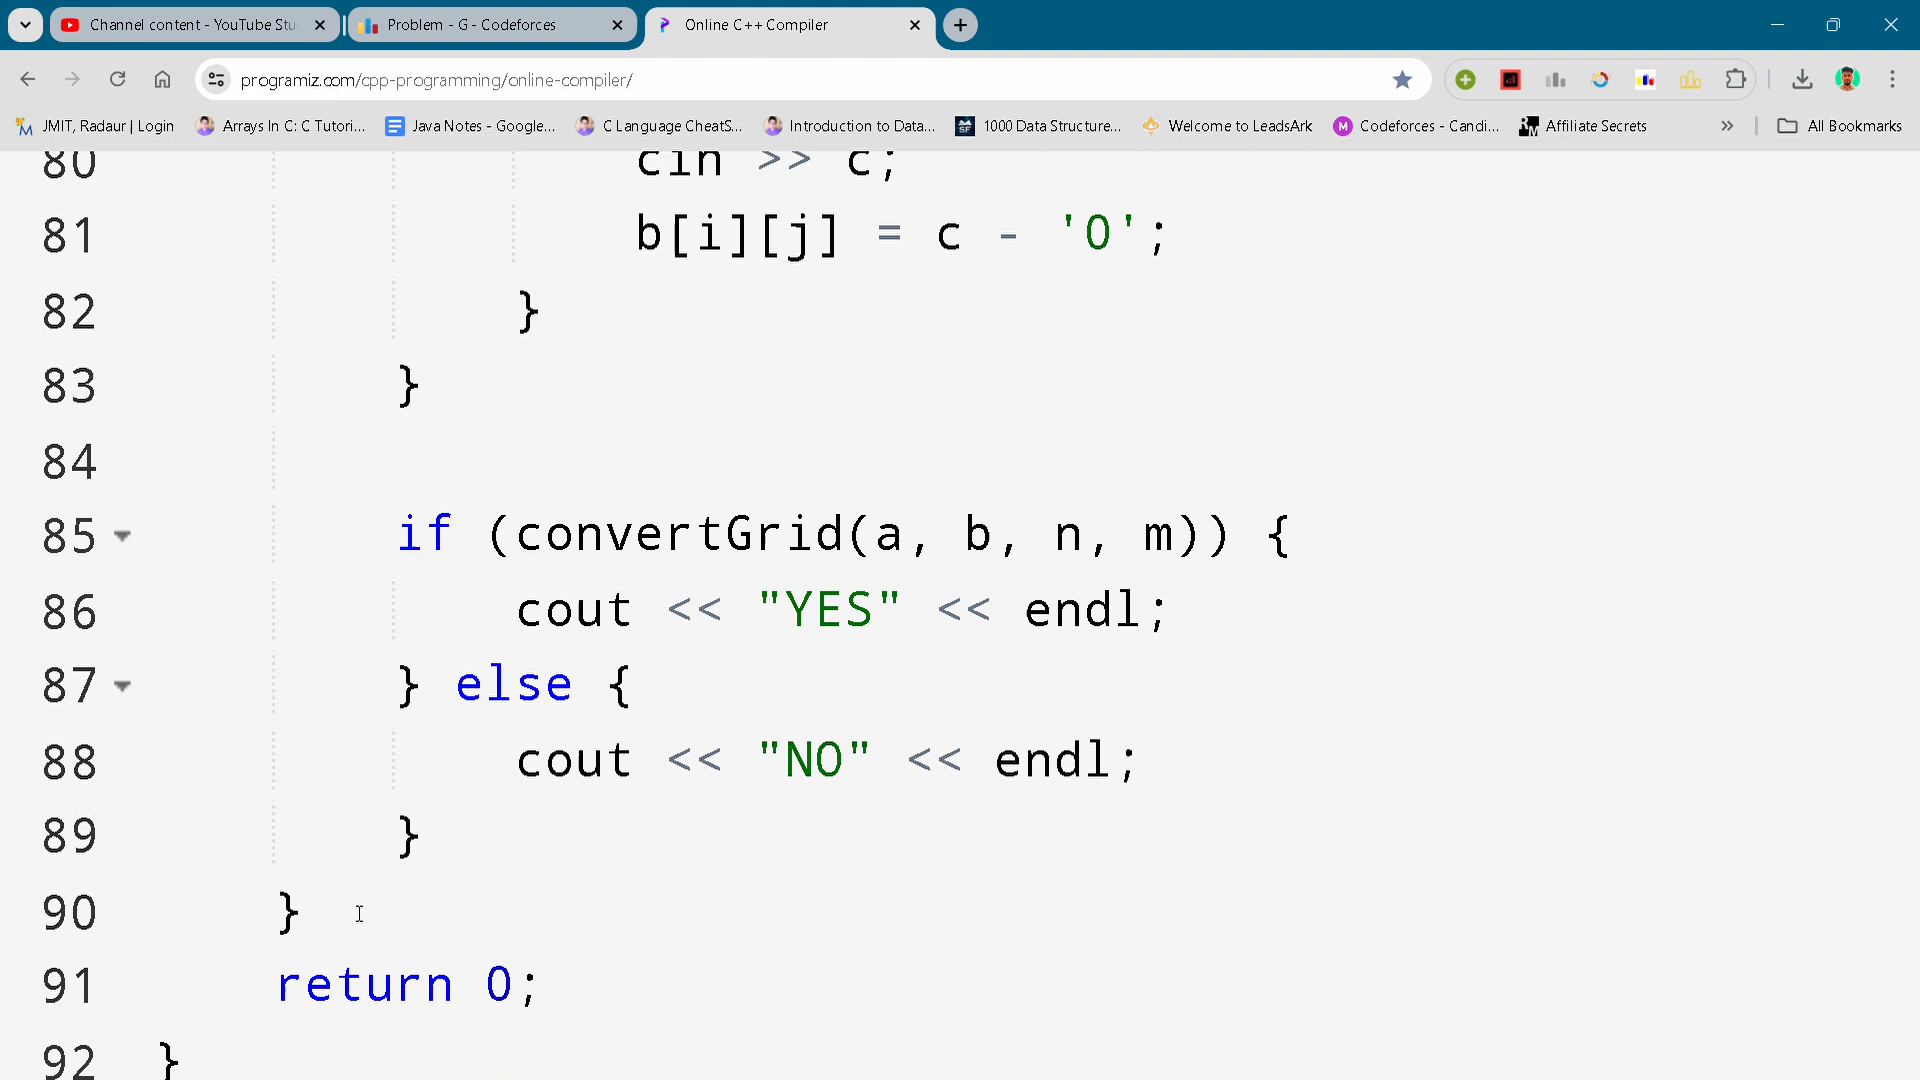 Channel content - YouTube Stu
Problem - G - Codeforces
Online C++ Compiler
programiz.com/cpp-programming/online-compiler/
JMIT, Radaur | Login
Arrays In C: C Tutori...
Java Notes - Google...
C Language CheatS...
Introduction to Data...
1000 Data Structure...
Welcome to LeadsArk
Codeforces - Candi...
Affiliate Secrets
All Bookmarks
80 cin >> c;
81 b[i][j] = c - '0';
82 }
83 }
84
85 if (convertGrid(a, b, n, m)) {
86 cout << "YES" << endl;
87 } else {
88 cout << "NO" << endl;
89 }
90 }
91 return 0;
92 }